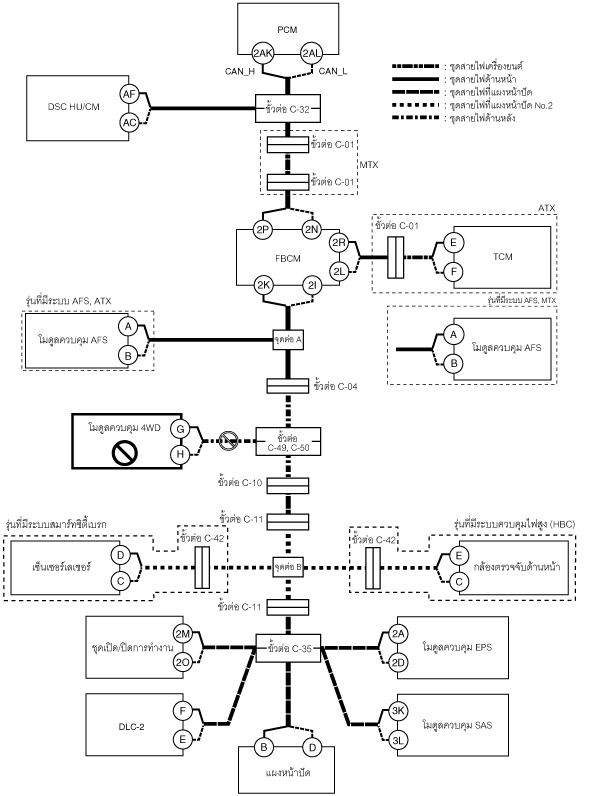 PCM
2AK
2AL
CAN_H
CAN_L
: ชุดสายไฟเครื่องยนต์
: ชุดสายไฟด้านหน้า
: ชุดสายไฟที่แผงหน้าปัด
: ชุดสายไฟที่แผงหน้าปัด No.2
: ชุดสายไฟด้านหลัง
DSC HU/CM
AF
AC
ขั้วต่อ C-32
ขั้วต่อ C-01
MTX
ขั้วต่อ C-01
2P
2N
FBCM
2R
2L
2K
2I
ATX
ขั้วต่อ C-01
E
F
TCM
รุ่นที่มีระบบ AFS, ATX
โมดูลควบคุม AFS
A
B
จุดต่อ A
รุ่นที่มีระบบ AFS, MTX
A
B
โมดูลควบคุม AFS
ขั้วต่อ C-04
โมดูลควบคุม 4WD
G
H
ขั้วต่อ
C-49, C-50
ขั้วต่อ C-10
ขั้วต่อ C-11
รุ่นที่มีระบบสมาร์ทซิตี้เบรก
ขั้วต่อ C-42
เซ็นเซอร์เลเซอร์
D
C
จุดต่อ B
รุ่นที่มีระบบควบคุมไฟสูง (HBC)
ขั้วต่อ C-42
E
C
กล้องตรวจจับด้านหน้า
ขั้วต่อ C-11
ชุดเปิด/ปิดการทำงาน
2M
2O
ขั้วต่อ C-35
2A
2D
โมดูลควบคุม EPS
DLC-2
F
E
3K
3L
โมดูลควบคุม SAS
B
D
แผงหน้าปัด